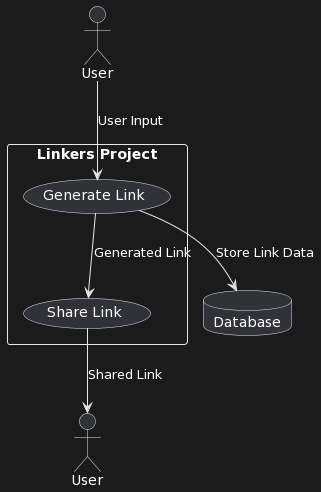 User
User Input
Linkers Project
Generate Link
Generated Link
Store Link Data
Share Link
Database
Shared Link
User